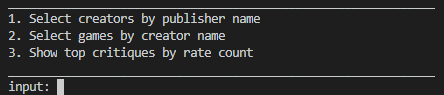 1. Select creators by publisher name
2. Select games by creator name
3. Show top critiques by rate count
input: